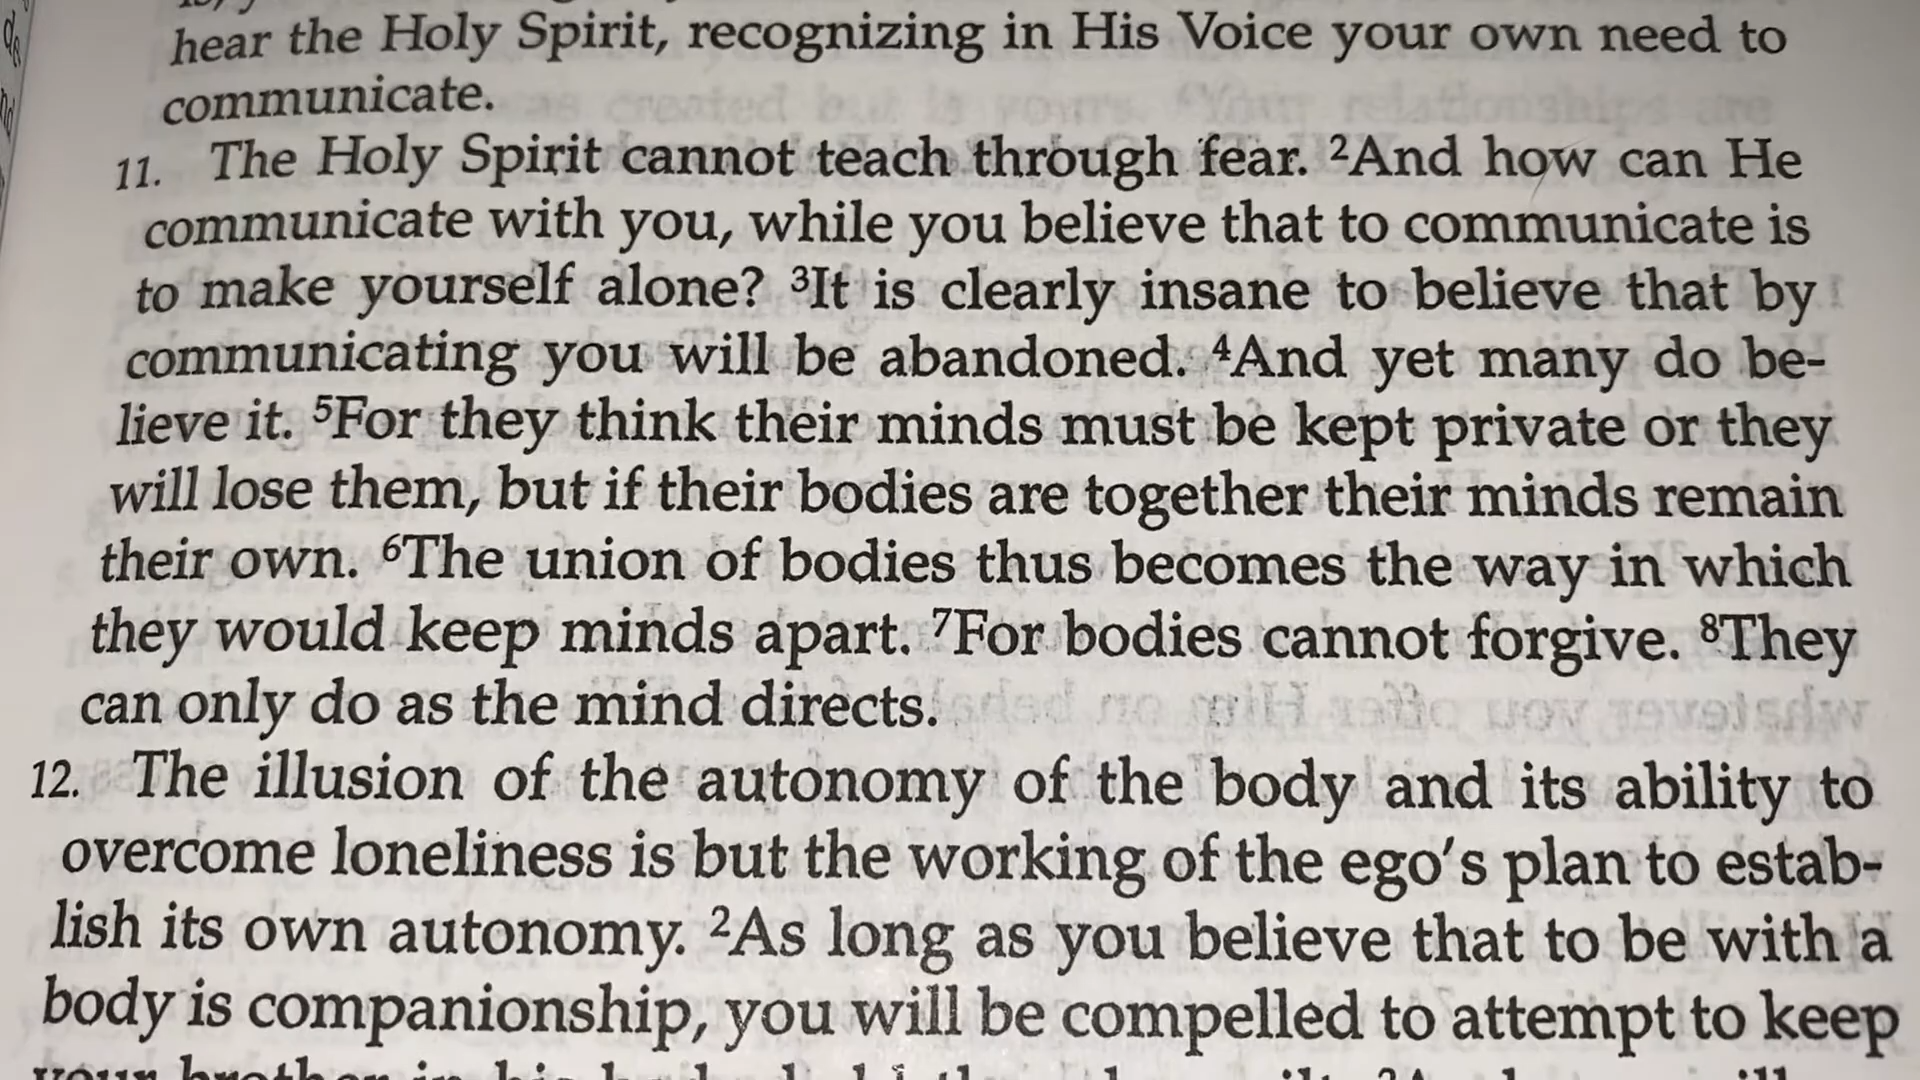 hear the Holy Spirit, recognizing in His Voice your own need to
communicate.
11. The Holy Spirit cannot teach through fear. ²And how can He
communicate with you, while you believe that to communicate is
to make yourself alone? ³It is clearly insane to believe that by
communicating you will be abandoned. ⁴And yet many do be-
lieve it. ⁵For they think their minds must be kept private or they
will lose them, but if their bodies are together their minds remain
their own. ⁶The union of bodies thus becomes the way in which
they would keep minds apart. ⁷For bodies cannot forgive. ⁸They
can only do as the mind directs.
12. The illusion of the autonomy of the body and its ability to
overcome loneliness is but the working of the ego's plan to estab-
lish its own autonomy. ²As long as you believe that to be with a
body is companionship, you will be compelled to attempt to keep
your brother in his